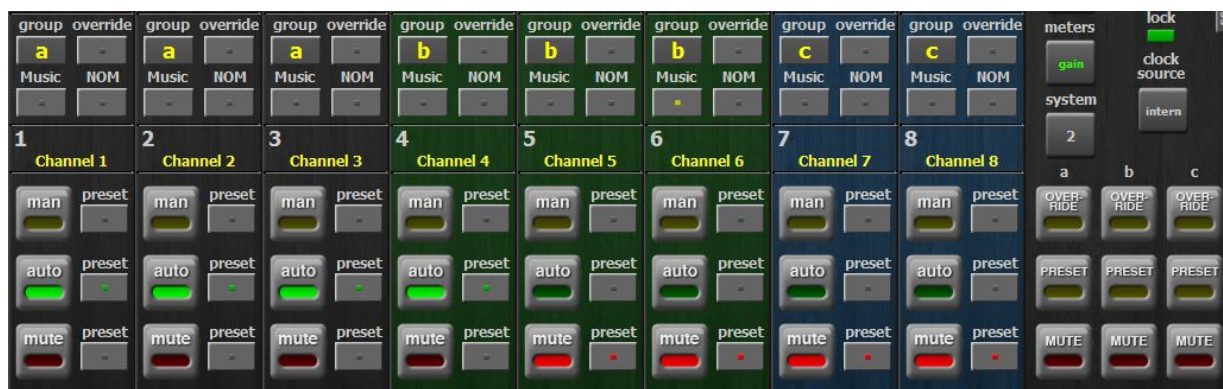 group override group override group override group override group override group override group override group override meters lock
a a a b b b c c gain clock
Music NOM Music NOM Music NOM Music NOM Music NOM Music NOM Music NOM Music NOM source
system intern
1 2 3 4 5 6 7 8 2
Channel 1 Channel 2 Channel 3 Channel 4 Channel 5 Channel 6 Channel 7 Channel 8
a b c
man preset man preset man preset man preset man preset man preset man preset man preset OVER- OVER- OVER-
RIDE RIDE RIDE
auto preset auto preset auto preset auto preset auto preset auto preset auto preset auto preset PRESET PRESET PRESET
mute preset mute preset mute preset mute preset mute preset mute preset mute preset mute preset MUTE MUTE MUTE